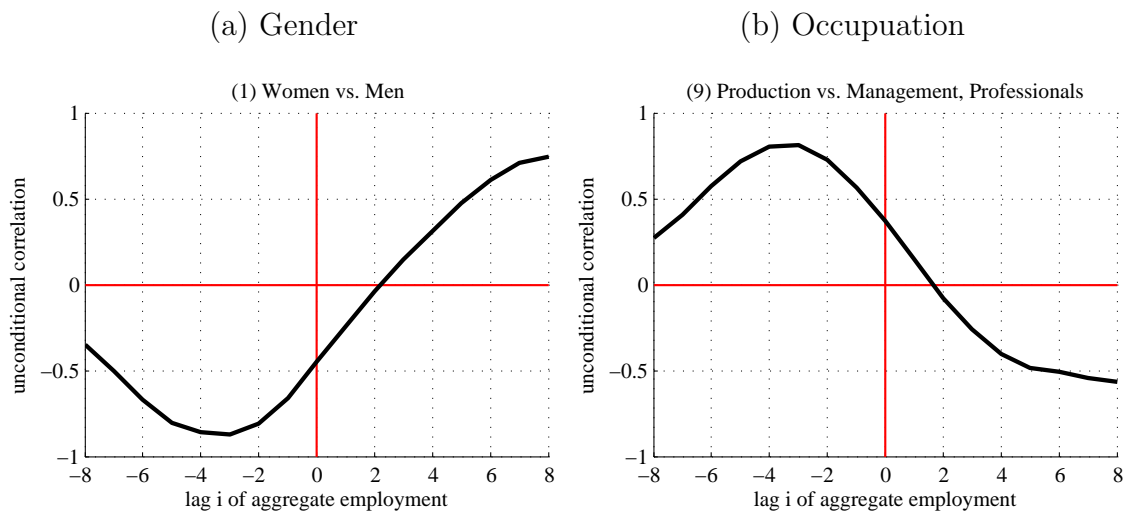 (a) Gender
(1) Women vs. Men
unconditional correlation
1
0.5
0
−0.5
−1
−8 −6 −4 −2 0 2 4 6 8
lag i of aggregate employment
(b) Occupuation
(9) Production vs. Management, Professionals
unconditional correlation
1
0.5
0
−0.5
−1
−8 −6 −4 −2 0 2 4 6 8
lag i of aggregate employment